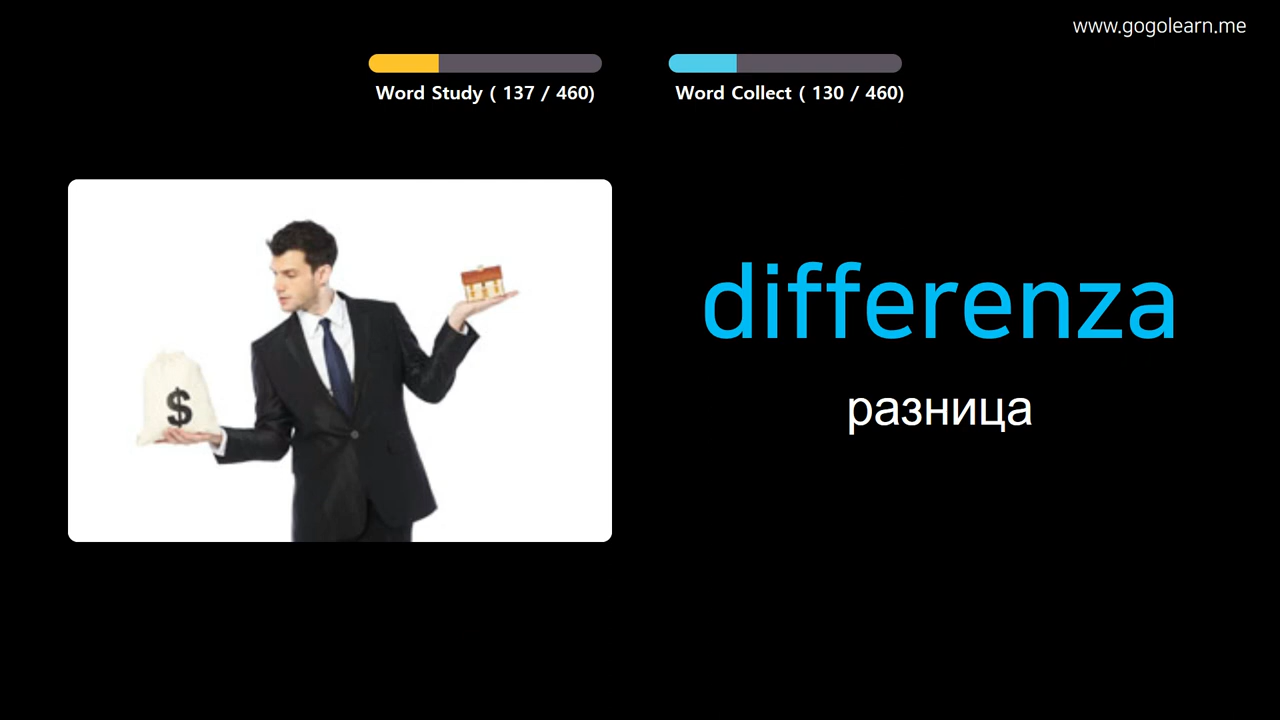 www.gogolearn.me
Word Study ( 137 / 460)
Word Collect ( 130 / 460)
$
differenza
разница